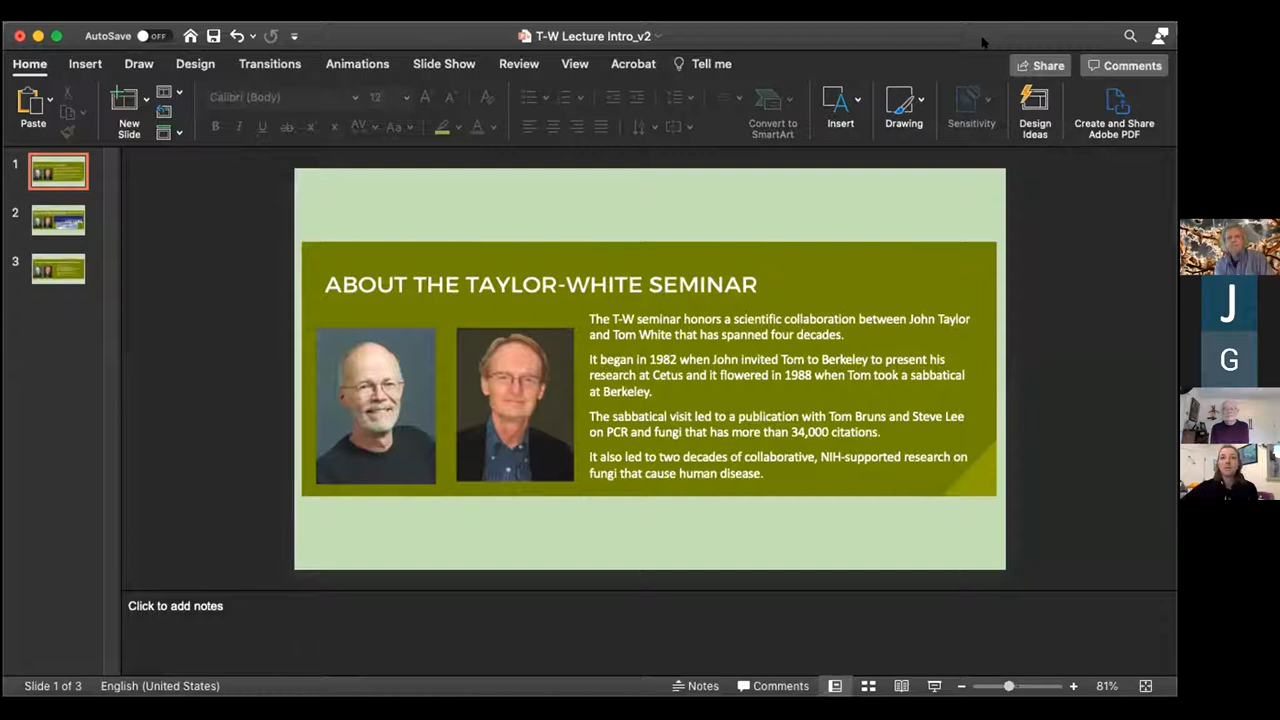 AutoSave OFF
T-W Lecture Intro_v2
Home Insert Draw Design Transitions Animations Slide Show Review View Acrobat Tell me
Share Comments
Calibri (Body) 12
Paste
New
Slide
Convert to
SmartArt
Insert
Drawing
Sensitivity
Design
Ideas
Create and Share
Adobe PDF
1
2
3
ABOUT THE TAYLOR-WHITE SEMINAR
The T-W seminar honors a scientific collaboration between John Taylor
and Tom White that has spanned four decades.
It began in 1982 when John invited Tom to Berkeley to present his
research at Cetus and it flowered in 1988 when Tom took a sabbatical
at Berkeley.
The sabbatical visit led to a publication with Tom Bruns and Steve Lee
on PCR and fungi that has more than 34,000 citations.
It also led to two decades of collaborative, NIH-supported research on
fungi that cause human disease.
J
G
Click to add notes
Slide 1 of 3 English (United States) Notes Comments 81%